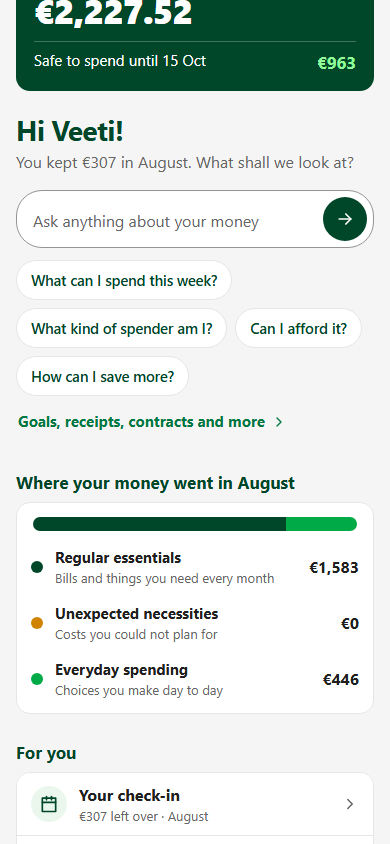 €2,227.52
Safe to spend until 15 Oct €963
Hi Veeti!
You kept €307 in August. What shall we look at?
Ask anything about your money
What can I spend this week?
What kind of spender am I? Can I afford it?
How can I save more?
Goals, receipts, contracts and more
Where your money went in August
Regular essentials €1,583
Bills and things you need every month
Unexpected necessities €0
Costs you could not plan for
Everyday spending €446
Choices you make day to day
For you
Your check-in
€307 left over · August